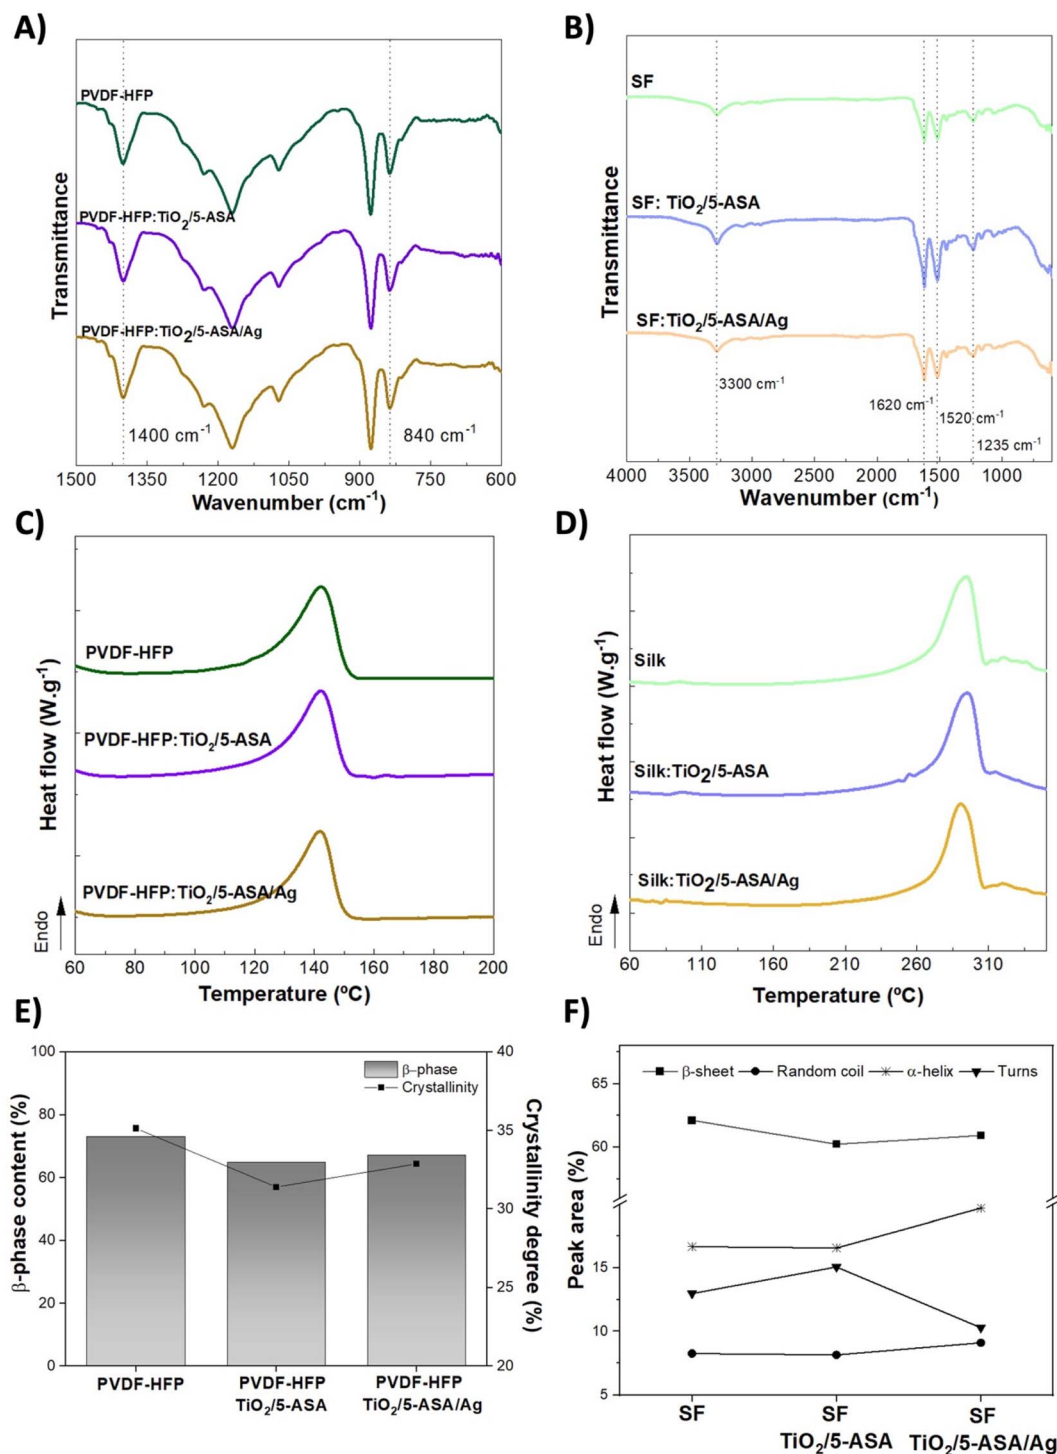 A)
PVDF-HFP
PVDF-HFP:TiO₂/5-ASA
PVDF-HFP:TiO₂/5-ASA/Ag
1400 cm⁻¹
840 cm⁻¹
Transmittance
1500 1350 1200 1050 900 750 600
Wavenumber (cm⁻¹)
B)
SF
SF: TiO₂/5-ASA
SF:TiO₂/5-ASA/Ag
3300 cm⁻¹
1620 cm⁻¹
1520 cm⁻¹
1235 cm⁻¹
Transmittance
4000 3500 3000 2500 2000 1500 1000
Wavenumber (cm⁻¹)
C)
PVDF-HFP
PVDF-HFP:TiO₂/5-ASA
PVDF-HFP:TiO₂/5-ASA/Ag
Heat flow (W.g⁻¹)
Endo
60 80 100 120 140 160 180 200
Temperature (ºC)
D)
Silk
Silk:TiO₂/5-ASA
Silk:TiO₂/5-ASA/Ag
Heat flow (W.g⁻¹)
Endo
60 110 160 210 260 310
Temperature (ºC)
E)
β-phase
Crystallinity
β-phase content (%)
100
80
60
40
20
0
Crystallinity degree (%)
40
35
30
25
20
PVDF-HFP
PVDF-HFP
TiO₂/5-ASA
PVDF-HFP
TiO₂/5-ASA/Ag
F)
β-sheet Random coil α-helix Turns
Peak area (%)
65
60
15
10
5
SF
SF
TiO₂/5-ASA
SF
TiO₂/5-ASA/Ag